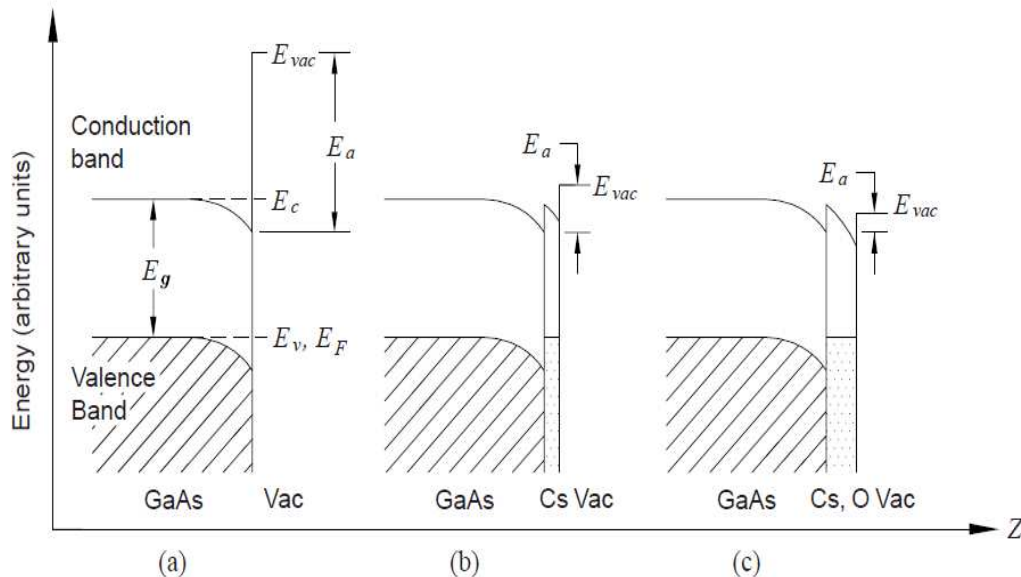 Energy (arbitrary units)
Conduction
band
E_vac
E_a
E_c
E_g
E_v, E_F
Valence
Band
GaAs
Vac
(a)
E_a
E_vac
GaAs
Cs Vac
(b)
E_a
E_vac
GaAs
Cs, O Vac
(c)
Z